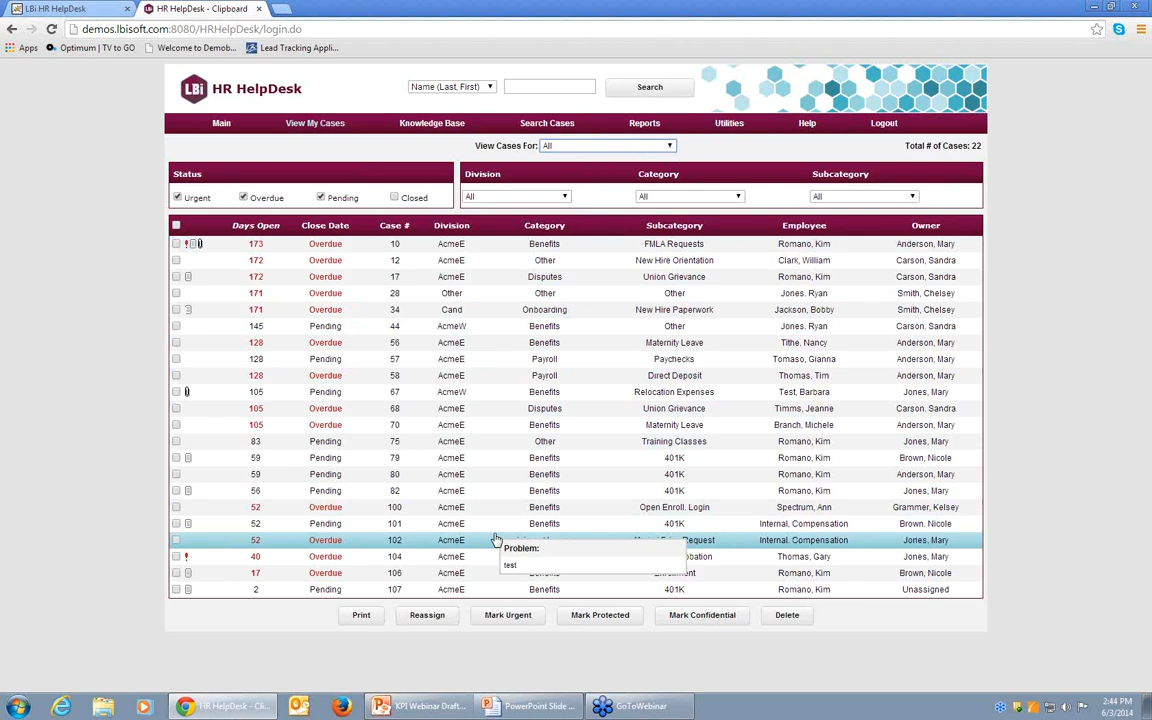 LBi HR HelpDesk
HR HelpDesk - Clipboard
demos.lbisoft.com:8080/HRHelpDesk/login.do
Apps Optimum | TV to GO Welcome to Demob... Lead Tracking Appli...
LBi HR HelpDesk
Name (Last, First) Search
Main View My Cases Knowledge Base Search Cases Reports Utilities Help Logout
View Cases For: All Total # of Cases: 22
Status Division Category Subcategory
Urgent Overdue Pending Closed All All All
Days Open Close Date Case # Division Category Subcategory Employee Owner
173 Overdue 10 AcmeE Benefits FMLA Requests Romano, Kim Anderson, Mary
172 Overdue 12 AcmeE Other New Hire Orientation Clark, William Carson, Sandra
172 Overdue 17 AcmeE Disputes Union Grievance Romano, Kim Carson, Sandra
171 Overdue 28 Other Other Other Jones, Ryan Smith, Chelsey
171 Overdue 34 Cand Onboarding New Hire Paperwork Jackson, Bobby Smith, Chelsey
145 Pending 44 AcmeW Benefits Other Jones, Ryan Carson, Sandra
128 Overdue 56 AcmeE Benefits Maternity Leave Tithe, Nancy Anderson, Mary
128 Pending 57 AcmeE Payroll Paychecks Tomaso, Gianna Anderson, Mary
128 Overdue 58 AcmeE Payroll Direct Deposit Thomas, Tim Anderson, Mary
105 Pending 67 AcmeW Benefits Relocation Expenses Test, Barbara Jones, Mary
105 Overdue 68 AcmeE Disputes Union Grievance Timms, Jeanne Carson, Sandra
105 Overdue 70 AcmeE Benefits Maternity Leave Branch, Michele Anderson, Mary
83 Pending 75 AcmeE Other Training Classes Romano, Kim Jones, Mary
59 Pending 79 AcmeE Benefits 401K Romano, Kim Brown, Nicole
59 Pending 80 AcmeE Benefits 401K Romano, Kim Anderson, Mary
56 Pending 82 AcmeE Benefits 401K Romano, Kim Jones, Mary
52 Overdue 100 AcmeE Benefits Open Enroll. Login Spectrum, Ann Grammer, Kelsey
52 Pending 101 AcmeE Benefits 401K Internal, Compensation Brown, Nicole
52 Overdue 102 AcmeE Request Internal, Compensation Jones, Mary
40 Overdue 104 AcmeE Thomas, Gary Jones, Mary
17 Overdue 106 AcmeE Benefits Enrollment Romano, Kim Brown, Nicole
2 Pending 107 AcmeE Benefits 401K Romano, Kim Unassigned
Problem:
test
Print Reassign Mark Urgent Mark Protected Mark Confidential Delete
HR HelpDesk - Cli... KPI Webinar Draft... PowerPoint Slide ... GoToWebinar
2:44 PM
6/3/2014